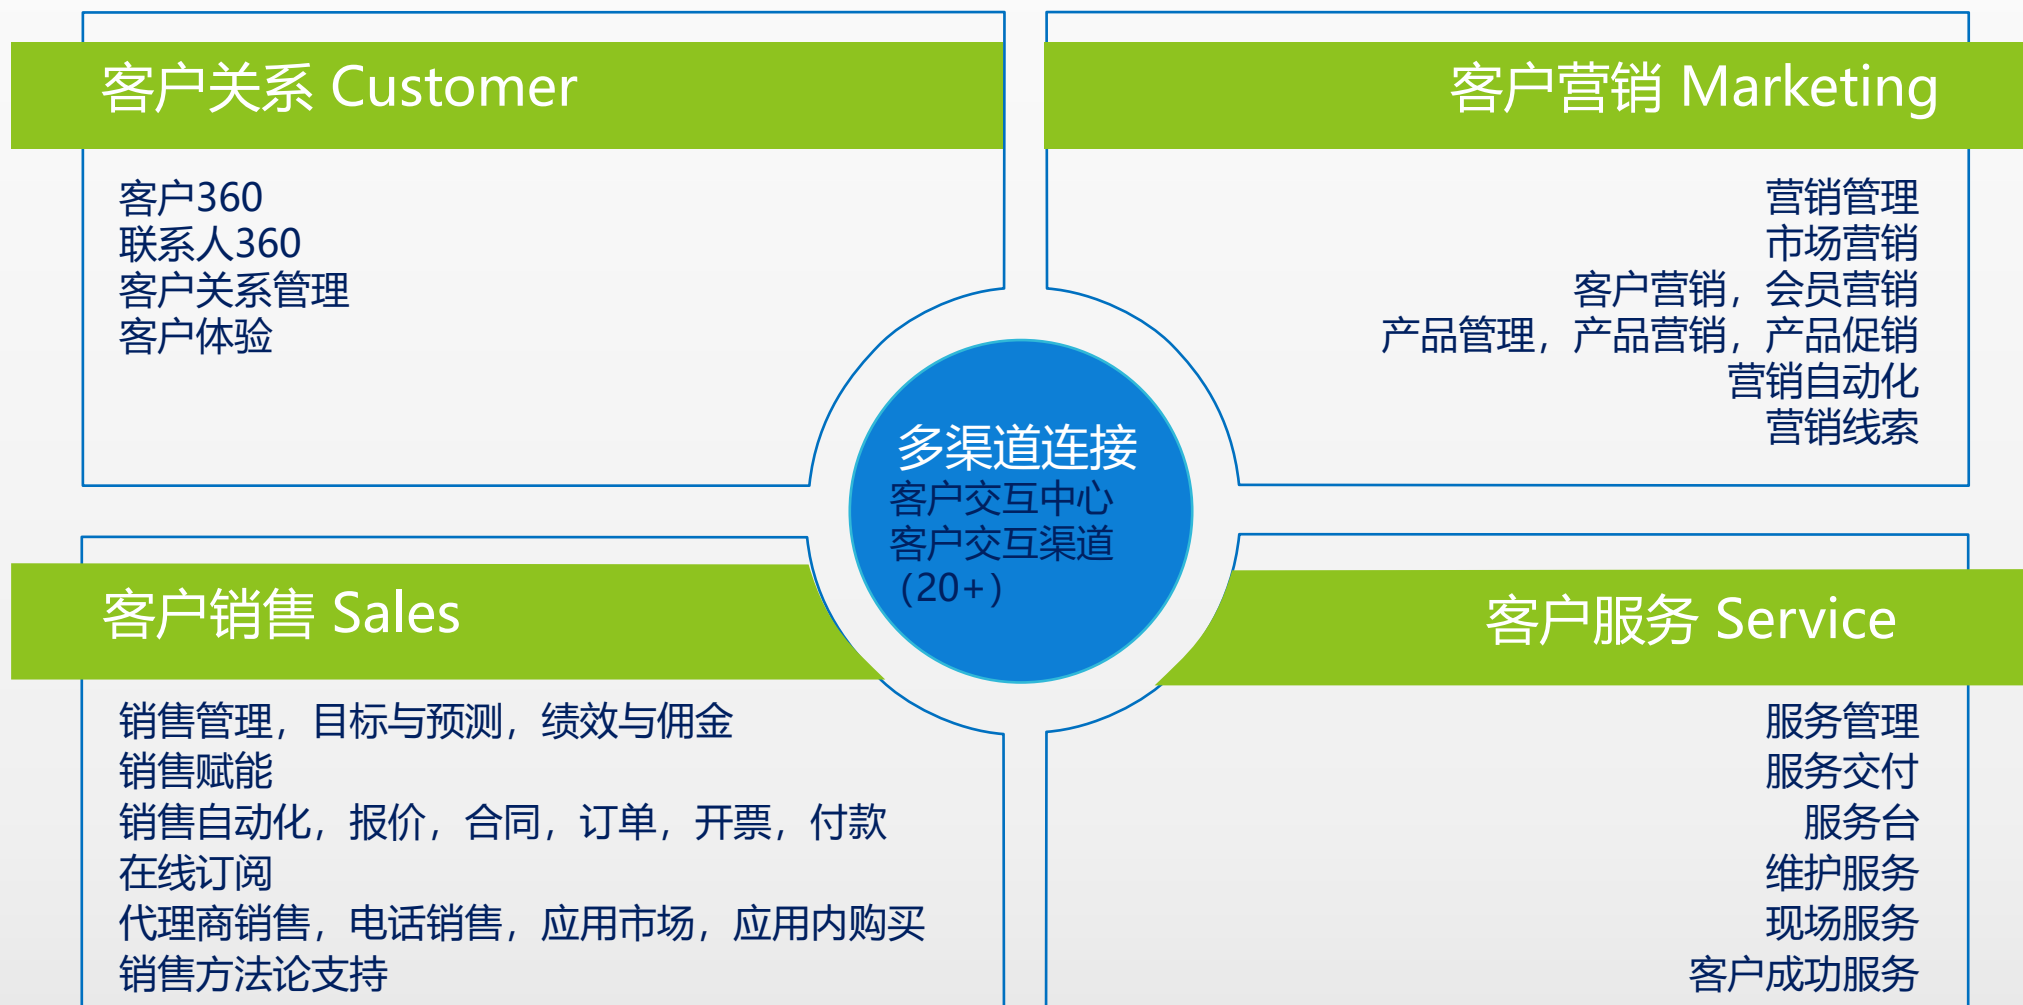 客户关系 Customer
客户360
联系人360
客户关系管理
客户体验
客户营销 Marketing
营销管理
市场营销
客户营销，会员营销
产品管理，产品营销，产品促销
营销自动化
营销线索
多渠道连接
客户交互中心
客户交互渠道
（20+）
客户销售 Sales
销售管理，目标与预测，绩效与佣金
销售赋能
销售自动化，报价，合同，订单，开票，付款
在线订阅
代理商销售，电话销售，应用市场，应用内购买
销售方法论支持
客户服务 Service
服务管理
服务交付
服务台
维护服务
现场服务
客户成功服务